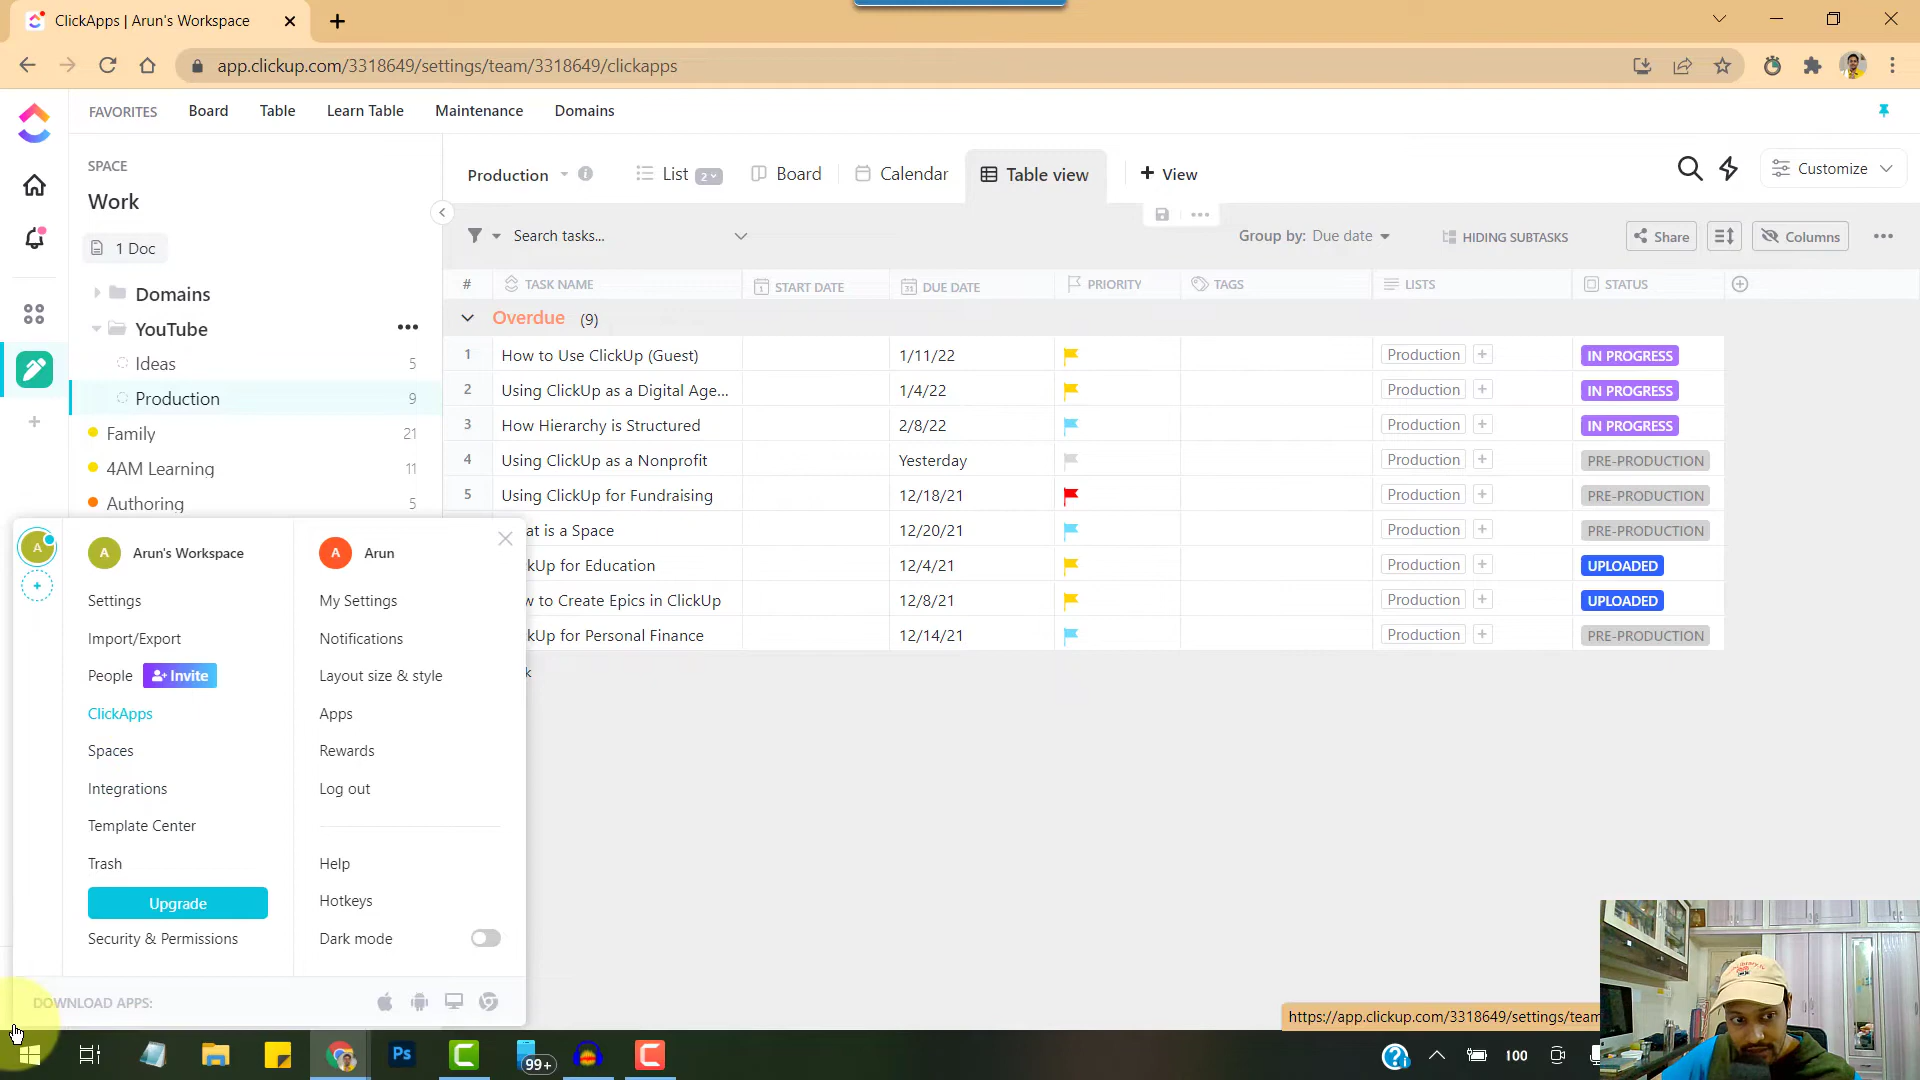 ClickApps | Arun's Workspace
app.clickup.com/3318649/settings/team/3318649/clickapps
FAVORITES Board Table Learn Table Maintenance Domains
SPACE
Work
1 Doc
Domains
YouTube
Ideas 5
Production 9
Family 21
4AM Learning 11
Authoring 5
Production List 2 Board Calendar Table view + View
Customize
Search tasks...
Group by: Due date HIDING SUBTASKS Share Columns
# TASK NAME START DATE DUE DATE PRIORITY TAGS LISTS STATUS
Overdue (9)
1 How to Use ClickUp (Guest) 1/11/22 Production + IN PROGRESS
2 Using ClickUp as a Digital Age... 1/4/22 Production + IN PROGRESS
3 How Hierarchy is Structured 2/8/22 Production + IN PROGRESS
4 Using ClickUp as a Nonprofit Yesterday Production + PRE-PRODUCTION
5 Using ClickUp for Fundraising 12/18/21 Production + PRE-PRODUCTION
at is a Space 12/20/21 Production + PRE-PRODUCTION
kUp for Education 12/4/21 Production + UPLOADED
w to Create Epics in ClickUp 12/8/21 Production + UPLOADED
kUp for Personal Finance 12/14/21 Production + PRE-PRODUCTION
k
A
A Arun's Workspace
Settings
Import/Export
People Invite
ClickApps
Spaces
Integrations
Template Center
Trash
Upgrade
Security & Permissions
A Arun
My Settings
Notifications
Layout size & style
Apps
Rewards
Log out
Help
Hotkeys
Dark mode
DOWNLOAD APPS:
https://app.clickup.com/3318649/settings/team
Ps 99+ 100